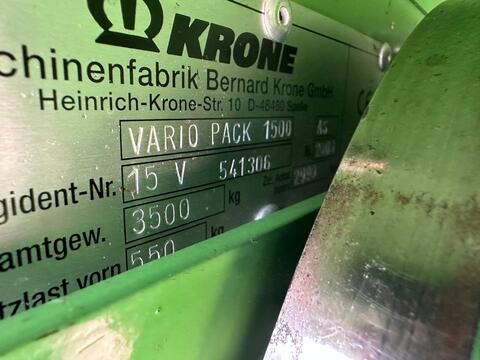 KRONE
chinenfabrik Bernard Krone GmbH
Heinrich-Krone-Str. 10 D-48480 Spelle
VARIO PACK 1500
gident-Nr. 15 V 541306
amtgew. 3500 kg
tzlast vorn 550 kg